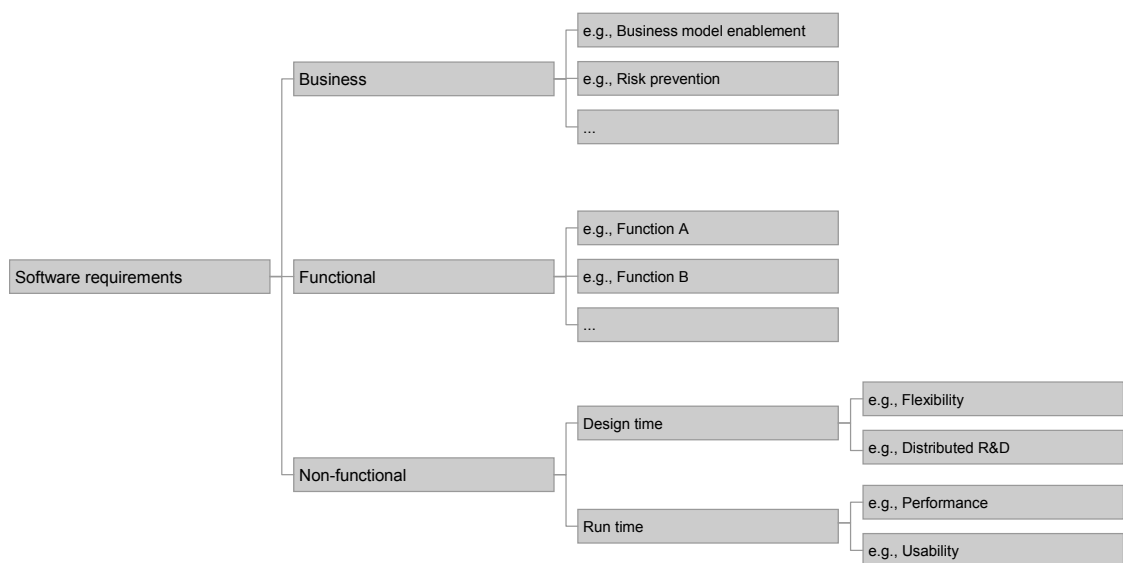 Software requirements
Business
e.g., Business model enablement
e.g., Risk prevention
...
Functional
e.g., Function A
e.g., Function B
...
Non-functional
Design time
e.g., Flexibility
e.g., Distributed R&D
Run time
e.g., Performance
e.g., Usability